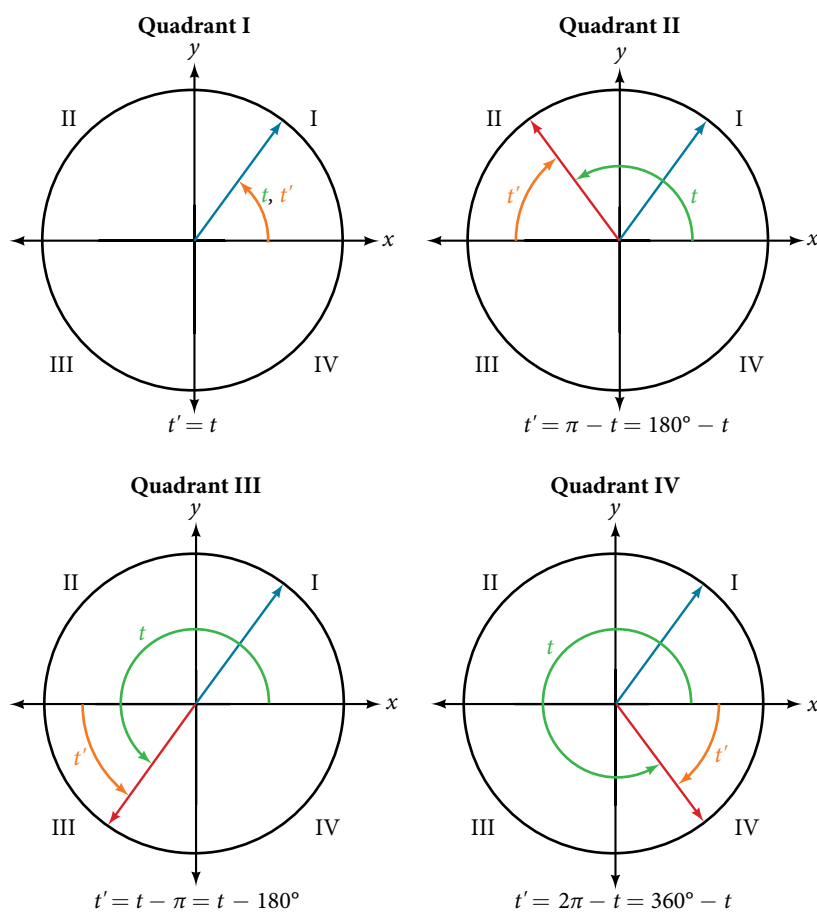 Quadrant I
y
II
I
t, t′
x
III
IV
t′ = t
Quadrant II
y
II
I
t′
t
x
III
IV
t′ = π − t = 180° − t
Quadrant III
y
II
I
t
x
t′
III
IV
t′ = t − π = t − 180°
Quadrant IV
y
II
I
t
x
t′
III
IV
t′ = 2π − t = 360° − t